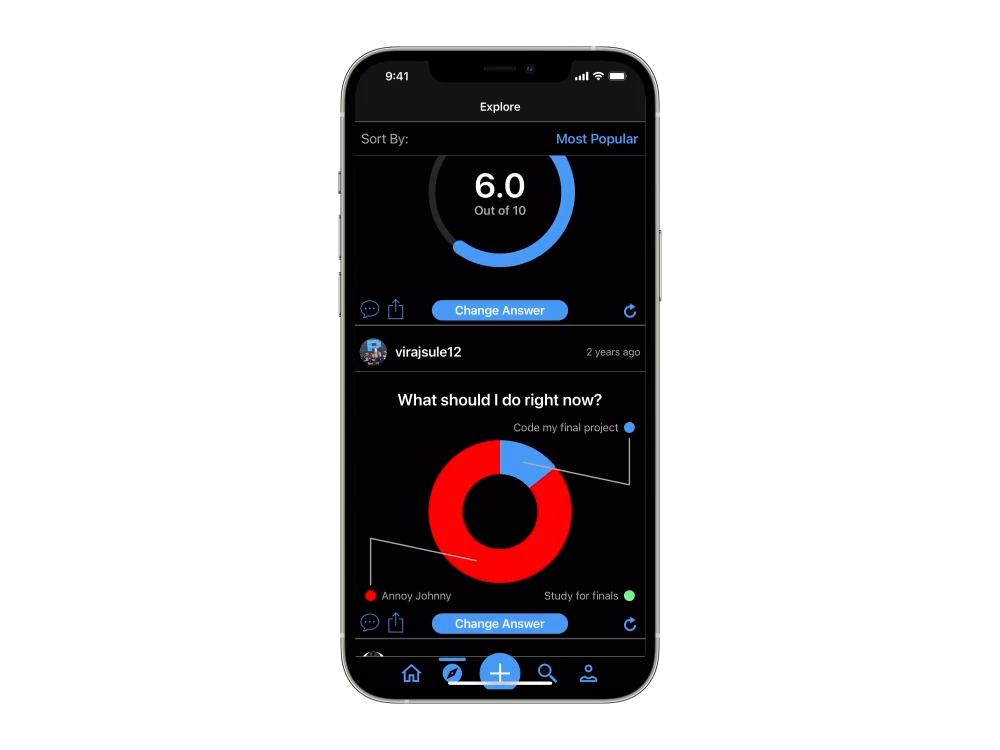 9:41
Explore
Sort By:
Most Popular
6.0
Out of 10
Change Answer
virajsule12
2 years ago
What should I do right now?
Code my final project
Annoy Johnny
Study for finals
Change Answer